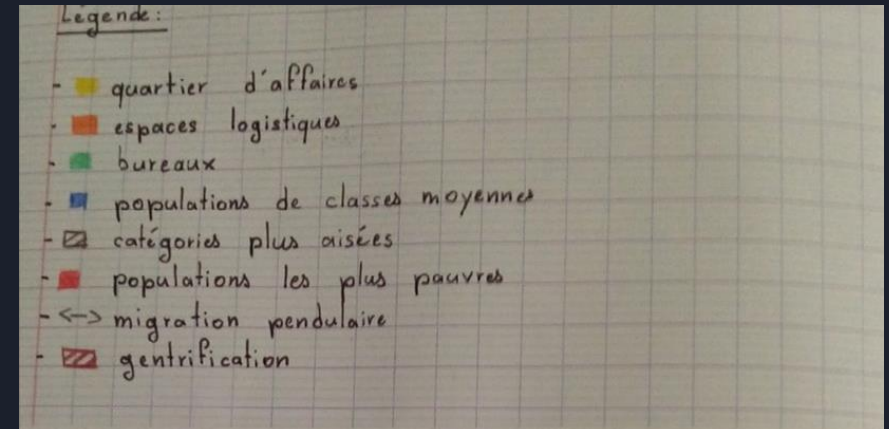 Légende :
- quartier d'affaires
- espaces logistiques
- bureaux
- populations de classes moyennes
- catégories plus aisées
- populations les plus pauvres
- <--> migration pendulaire
- gentrification